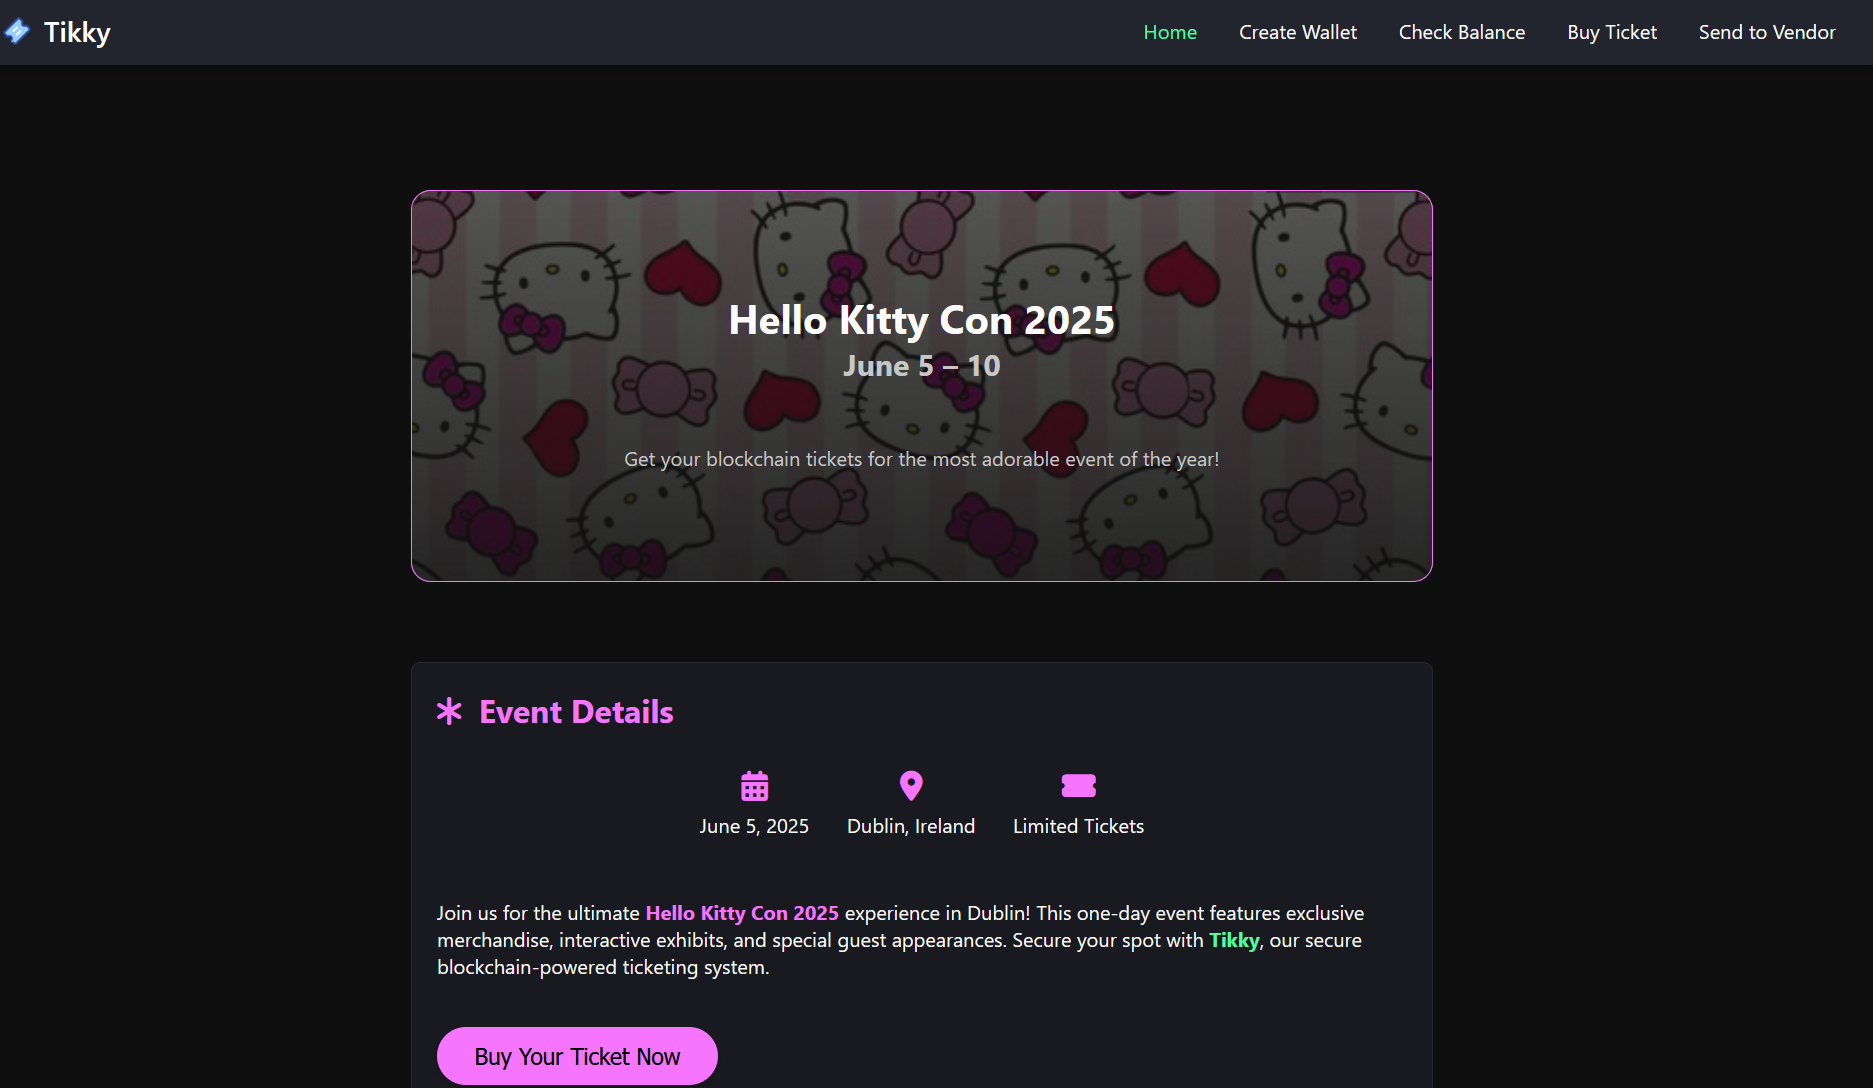 Tikky
Home Create Wallet Check Balance Buy Ticket Send to Vendor
Hello Kitty Con 2025
June 5 – 10
Get your blockchain tickets for the most adorable event of the year!
Event Details
June 5, 2025 Dublin, Ireland Limited Tickets
Join us for the ultimate Hello Kitty Con 2025 experience in Dublin! This one-day event features exclusive
merchandise, interactive exhibits, and special guest appearances. Secure your spot with Tikky, our secure
blockchain-powered ticketing system.
Buy Your Ticket Now